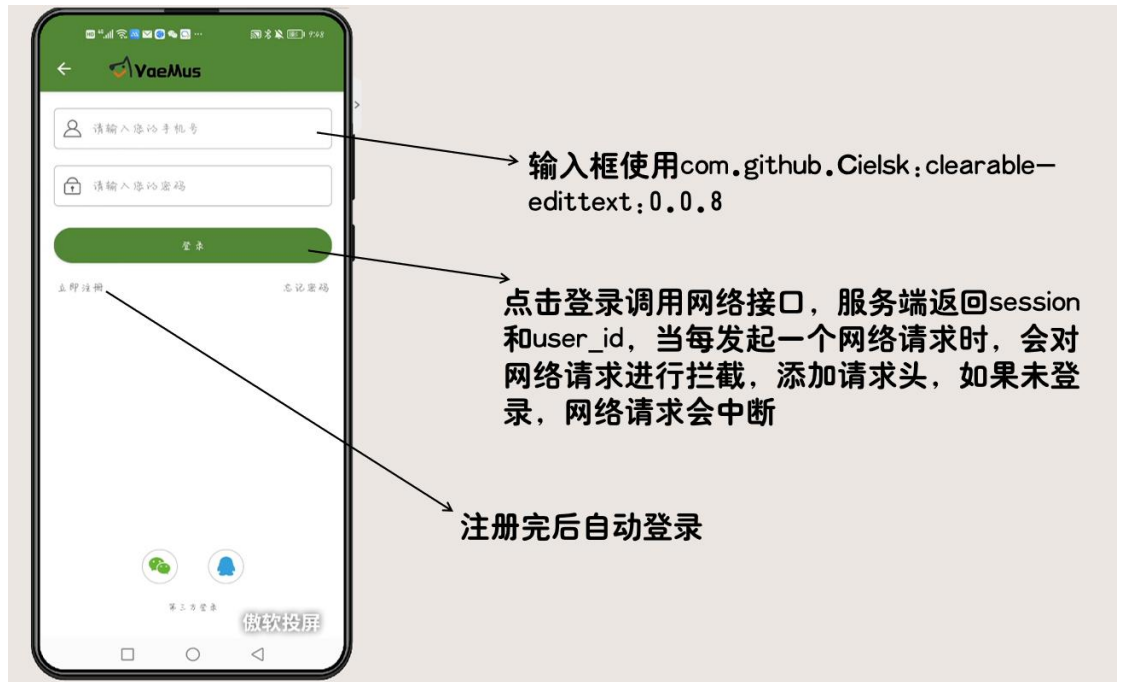 9:48
VaeMus
请输入您的手机号
请输入您的密码
登录
立即注册
忘记密码
第三方登录
傲软投屏
输入框使用com.github.Cielsk:clearable-
edittext:0.0.8
点击登录调用网络接口，服务端返回session
和user_id，当每发起一个网络请求时，会对
网络请求进行拦截，添加请求头，如果未登
录，网络请求会中断
注册完后自动登录